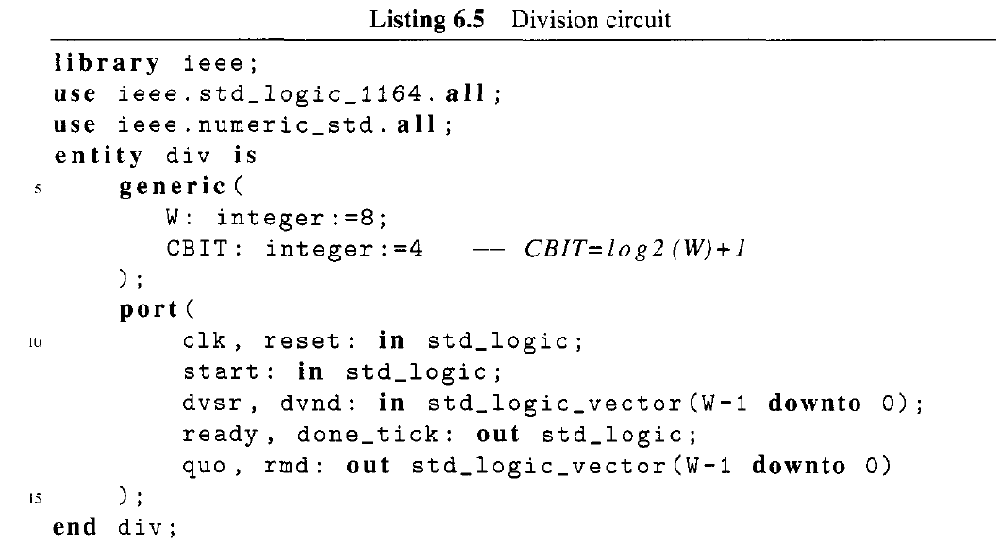 Listing 6.5 Division circuit
library ieee;
use ieee.std_logic_1164.all;
use ieee.numeric_std.all;
entity div is
5 generic(
W: integer:=8;
CBIT: integer:=4 -- CBIT=log2(W)+1
);
port(
10 clk, reset: in std_logic;
start: in std_logic;
dvsr, dvnd: in std_logic_vector(W-1 downto 0);
ready, done_tick: out std_logic;
quo, rmd: out std_logic_vector(W-1 downto 0)
15 );
end div;